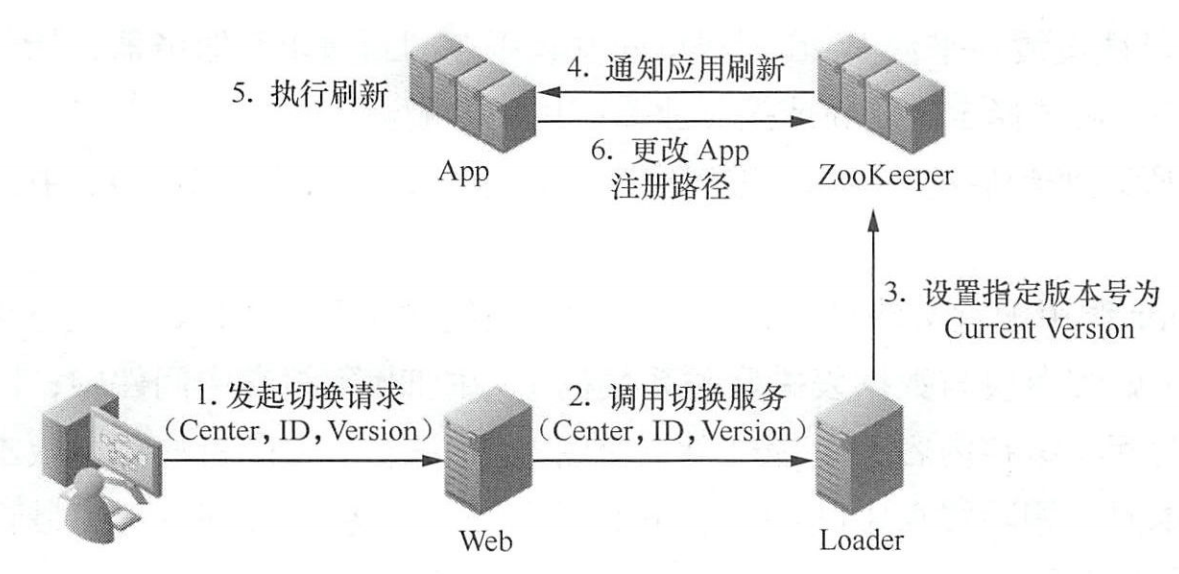 4. 通知应用刷新
5. 执行刷新
6. 更改 App
注册路径
App
ZooKeeper
3. 设置指定版本号为
Current Version
1. 发起切换请求
(Center, ID, Version)
2. 调用切换服务
(Center, ID, Version)
Web
Loader